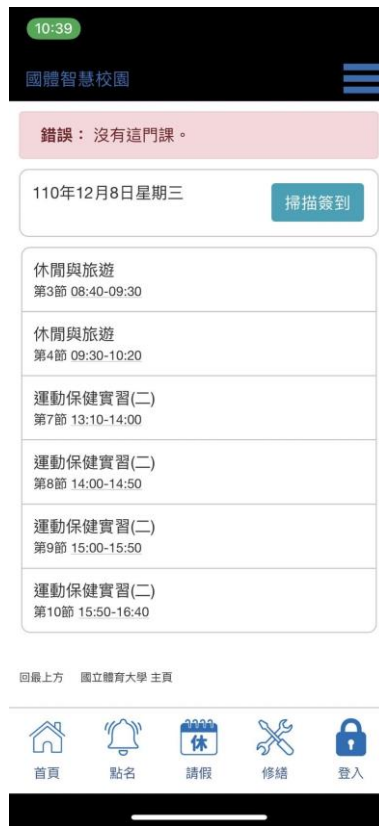 10:39
國體智慧校園
錯誤：沒有這門課。
110年12月8日星期三
掃描簽到
休閒與旅遊
第3節 08:40-09:30
休閒與旅遊
第4節 09:30-10:20
運動保健實習(二)
第7節 13:10-14:00
運動保健實習(二)
第8節 14:00-14:50
運動保健實習(二)
第9節 15:00-15:50
運動保健實習(二)
第10節 15:50-16:40
回最上方 國立體育大學 主頁
休
首頁 點名 請假 修繕 登入